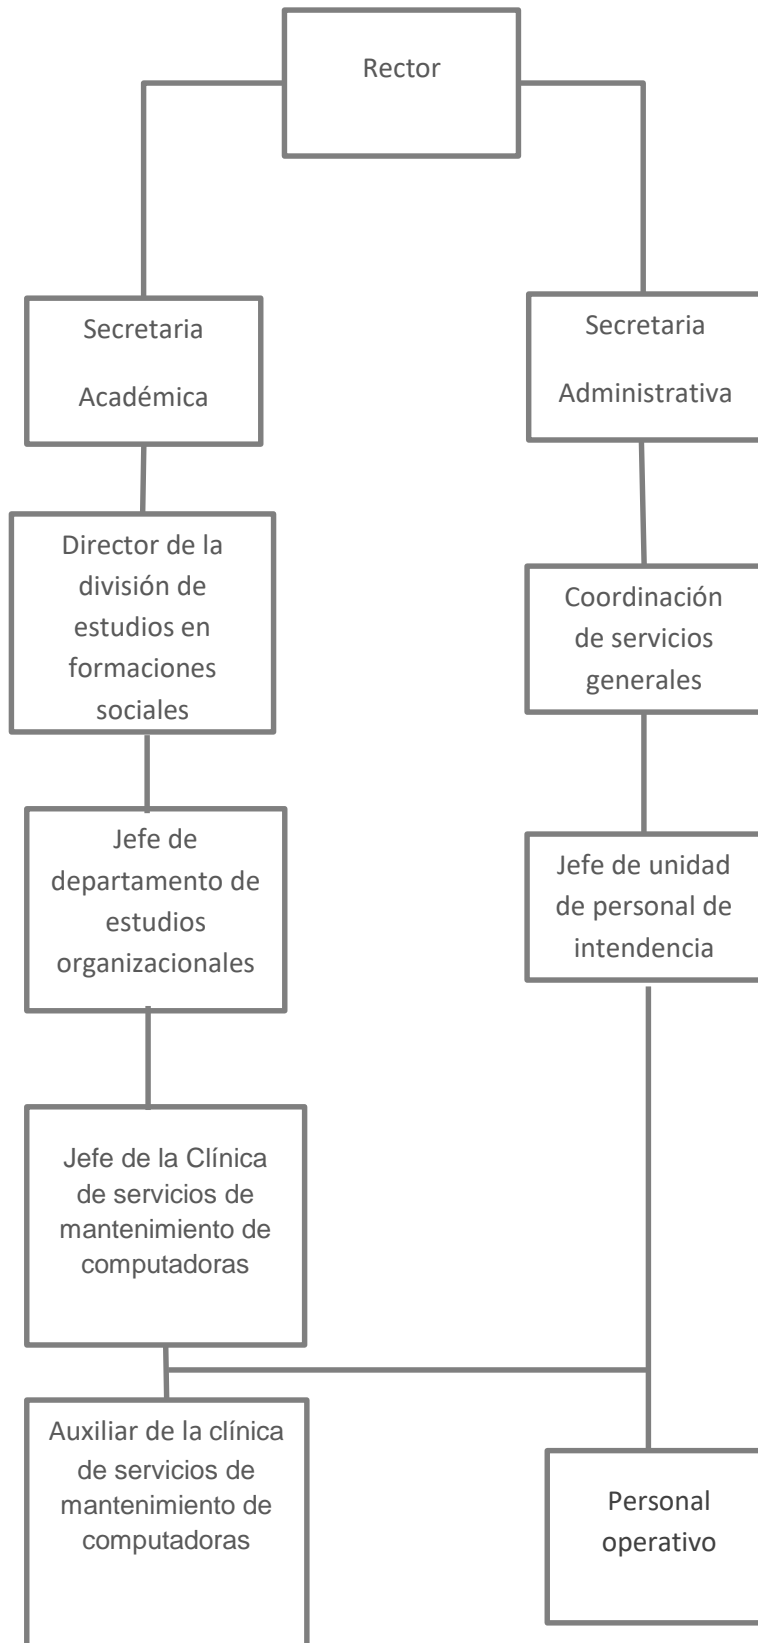 Rector
Secretaria
Académica
Secretaria
Administrativa
Director de la
división de
estudios en
formaciones
sociales
Coordinación
de servicios
generales
Jefe de
departamento de
estudios
organizacionales
Jefe de unidad
de personal de
intendencia
Jefe de la Clínica
de servicios de
mantenimiento de
computadoras
Auxiliar de la clínica
de servicios de
mantenimiento de
computadoras
Personal
operativo